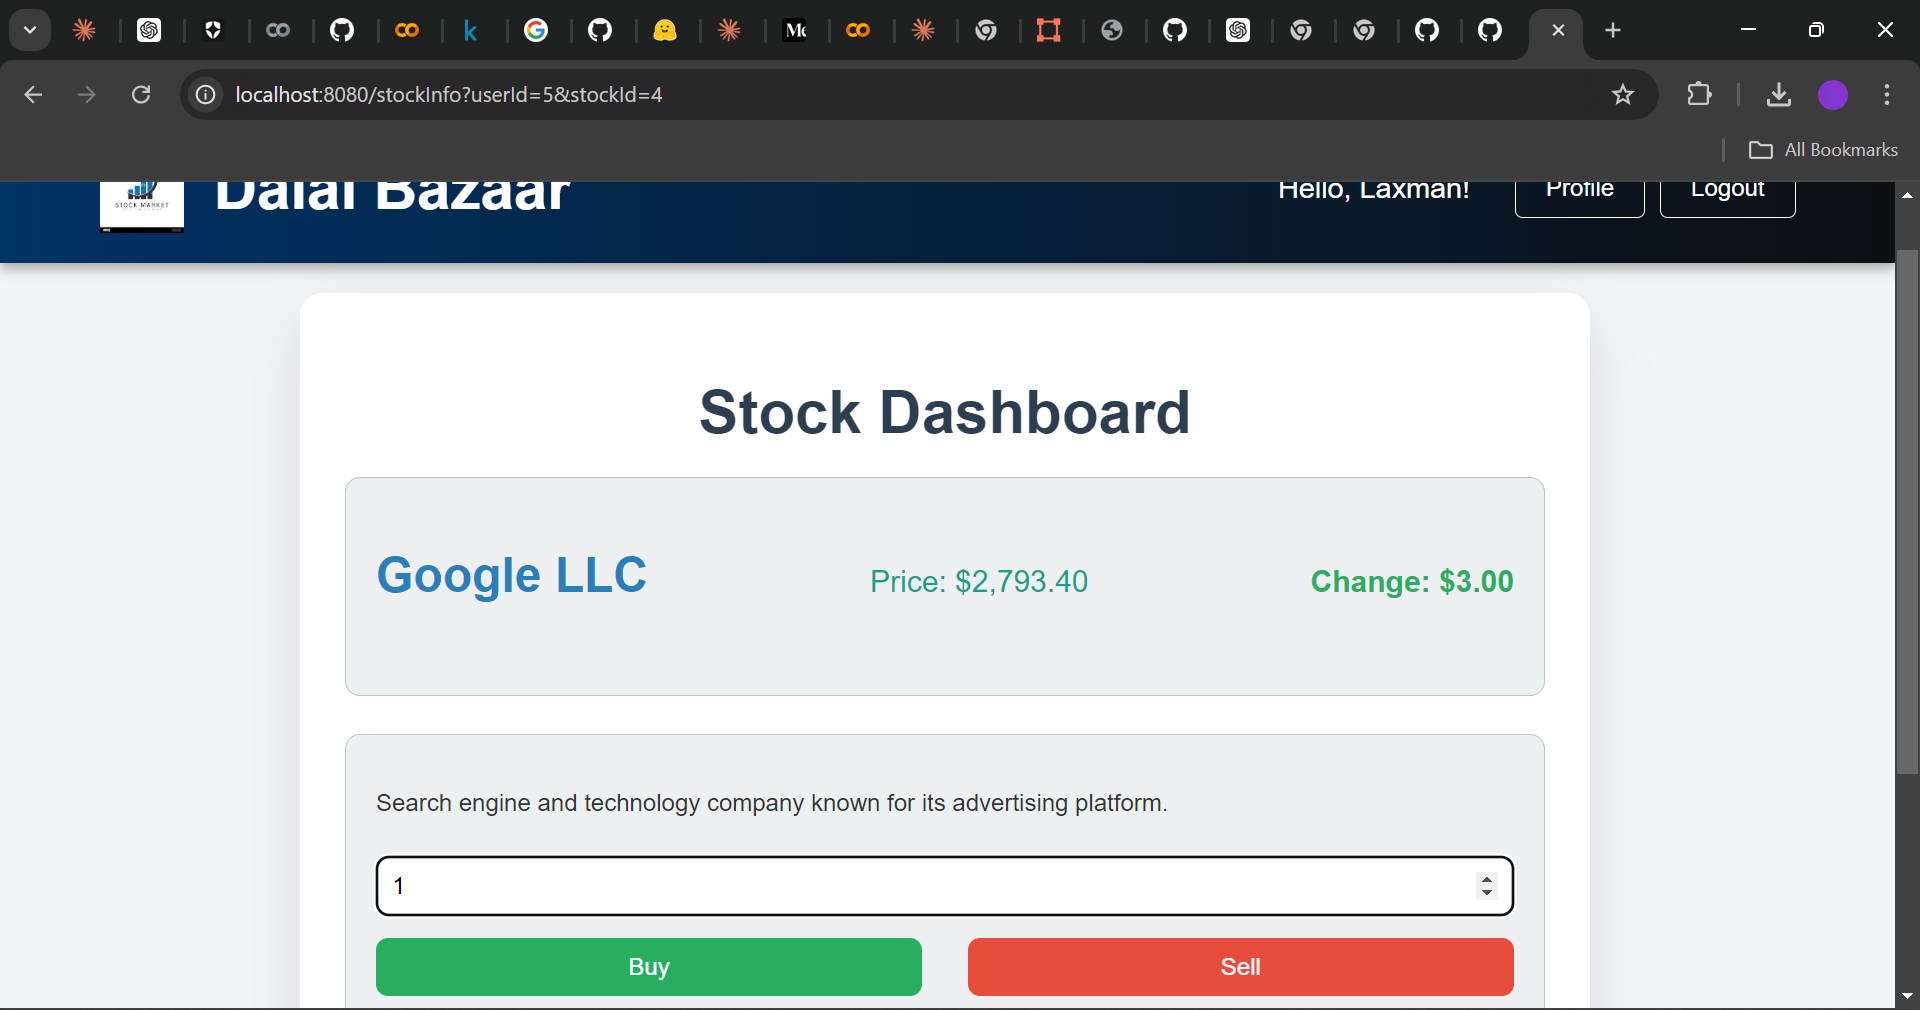 localhost:8080/stockInfo?userId=5&stockId=4
All Bookmarks
STOCK MARKET
Dalal Bazaar
Hello, Laxman!
Profile
Logout
Stock Dashboard
Google LLC
Price: $2,793.40
Change: $3.00
Search engine and technology company known for its advertising platform.
1
Buy
Sell